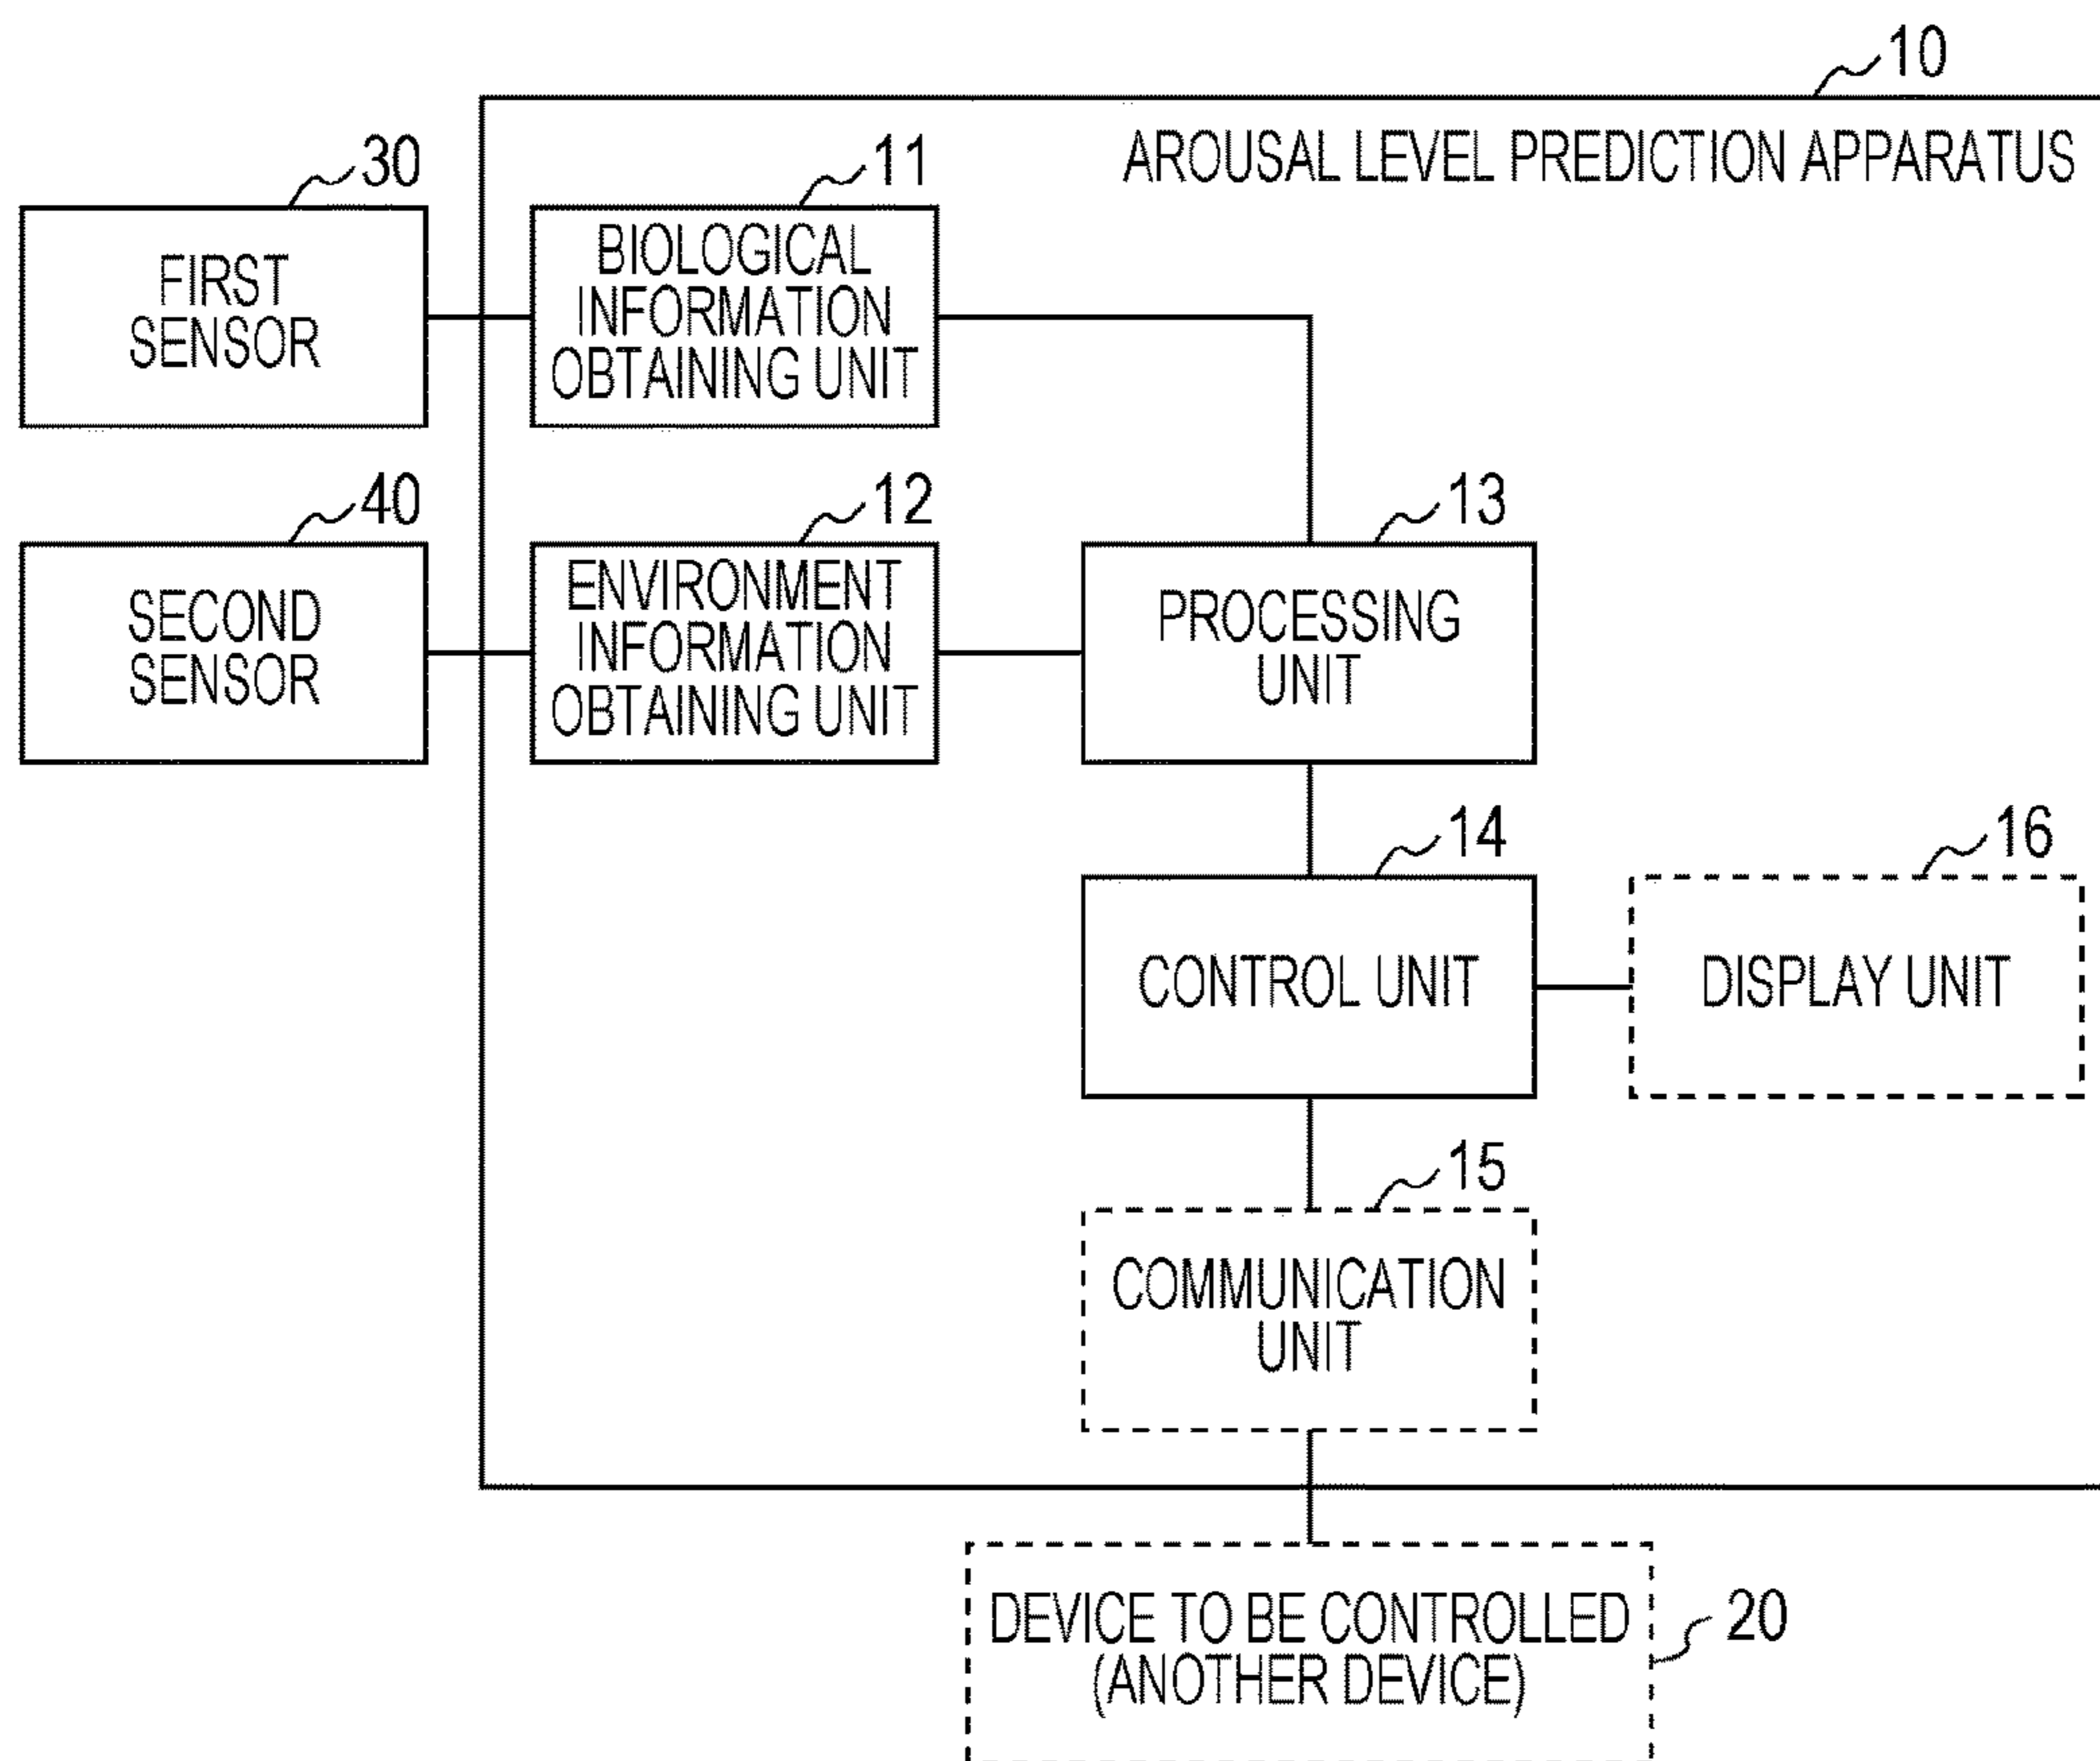 10
AROUSAL LEVEL PREDICTION APPARATUS
30
FIRST
SENSOR
11
BIOLOGICAL
INFORMATION
OBTAINING UNIT
40
SECOND
SENSOR
12
ENVIRONMENT
INFORMATION
OBTAINING UNIT
13
PROCESSING
UNIT
14
CONTROL UNIT
16
DISPLAY UNIT
15
COMMUNICATION
UNIT
DEVICE TO BE CONTROLLED
(ANOTHER DEVICE)
20